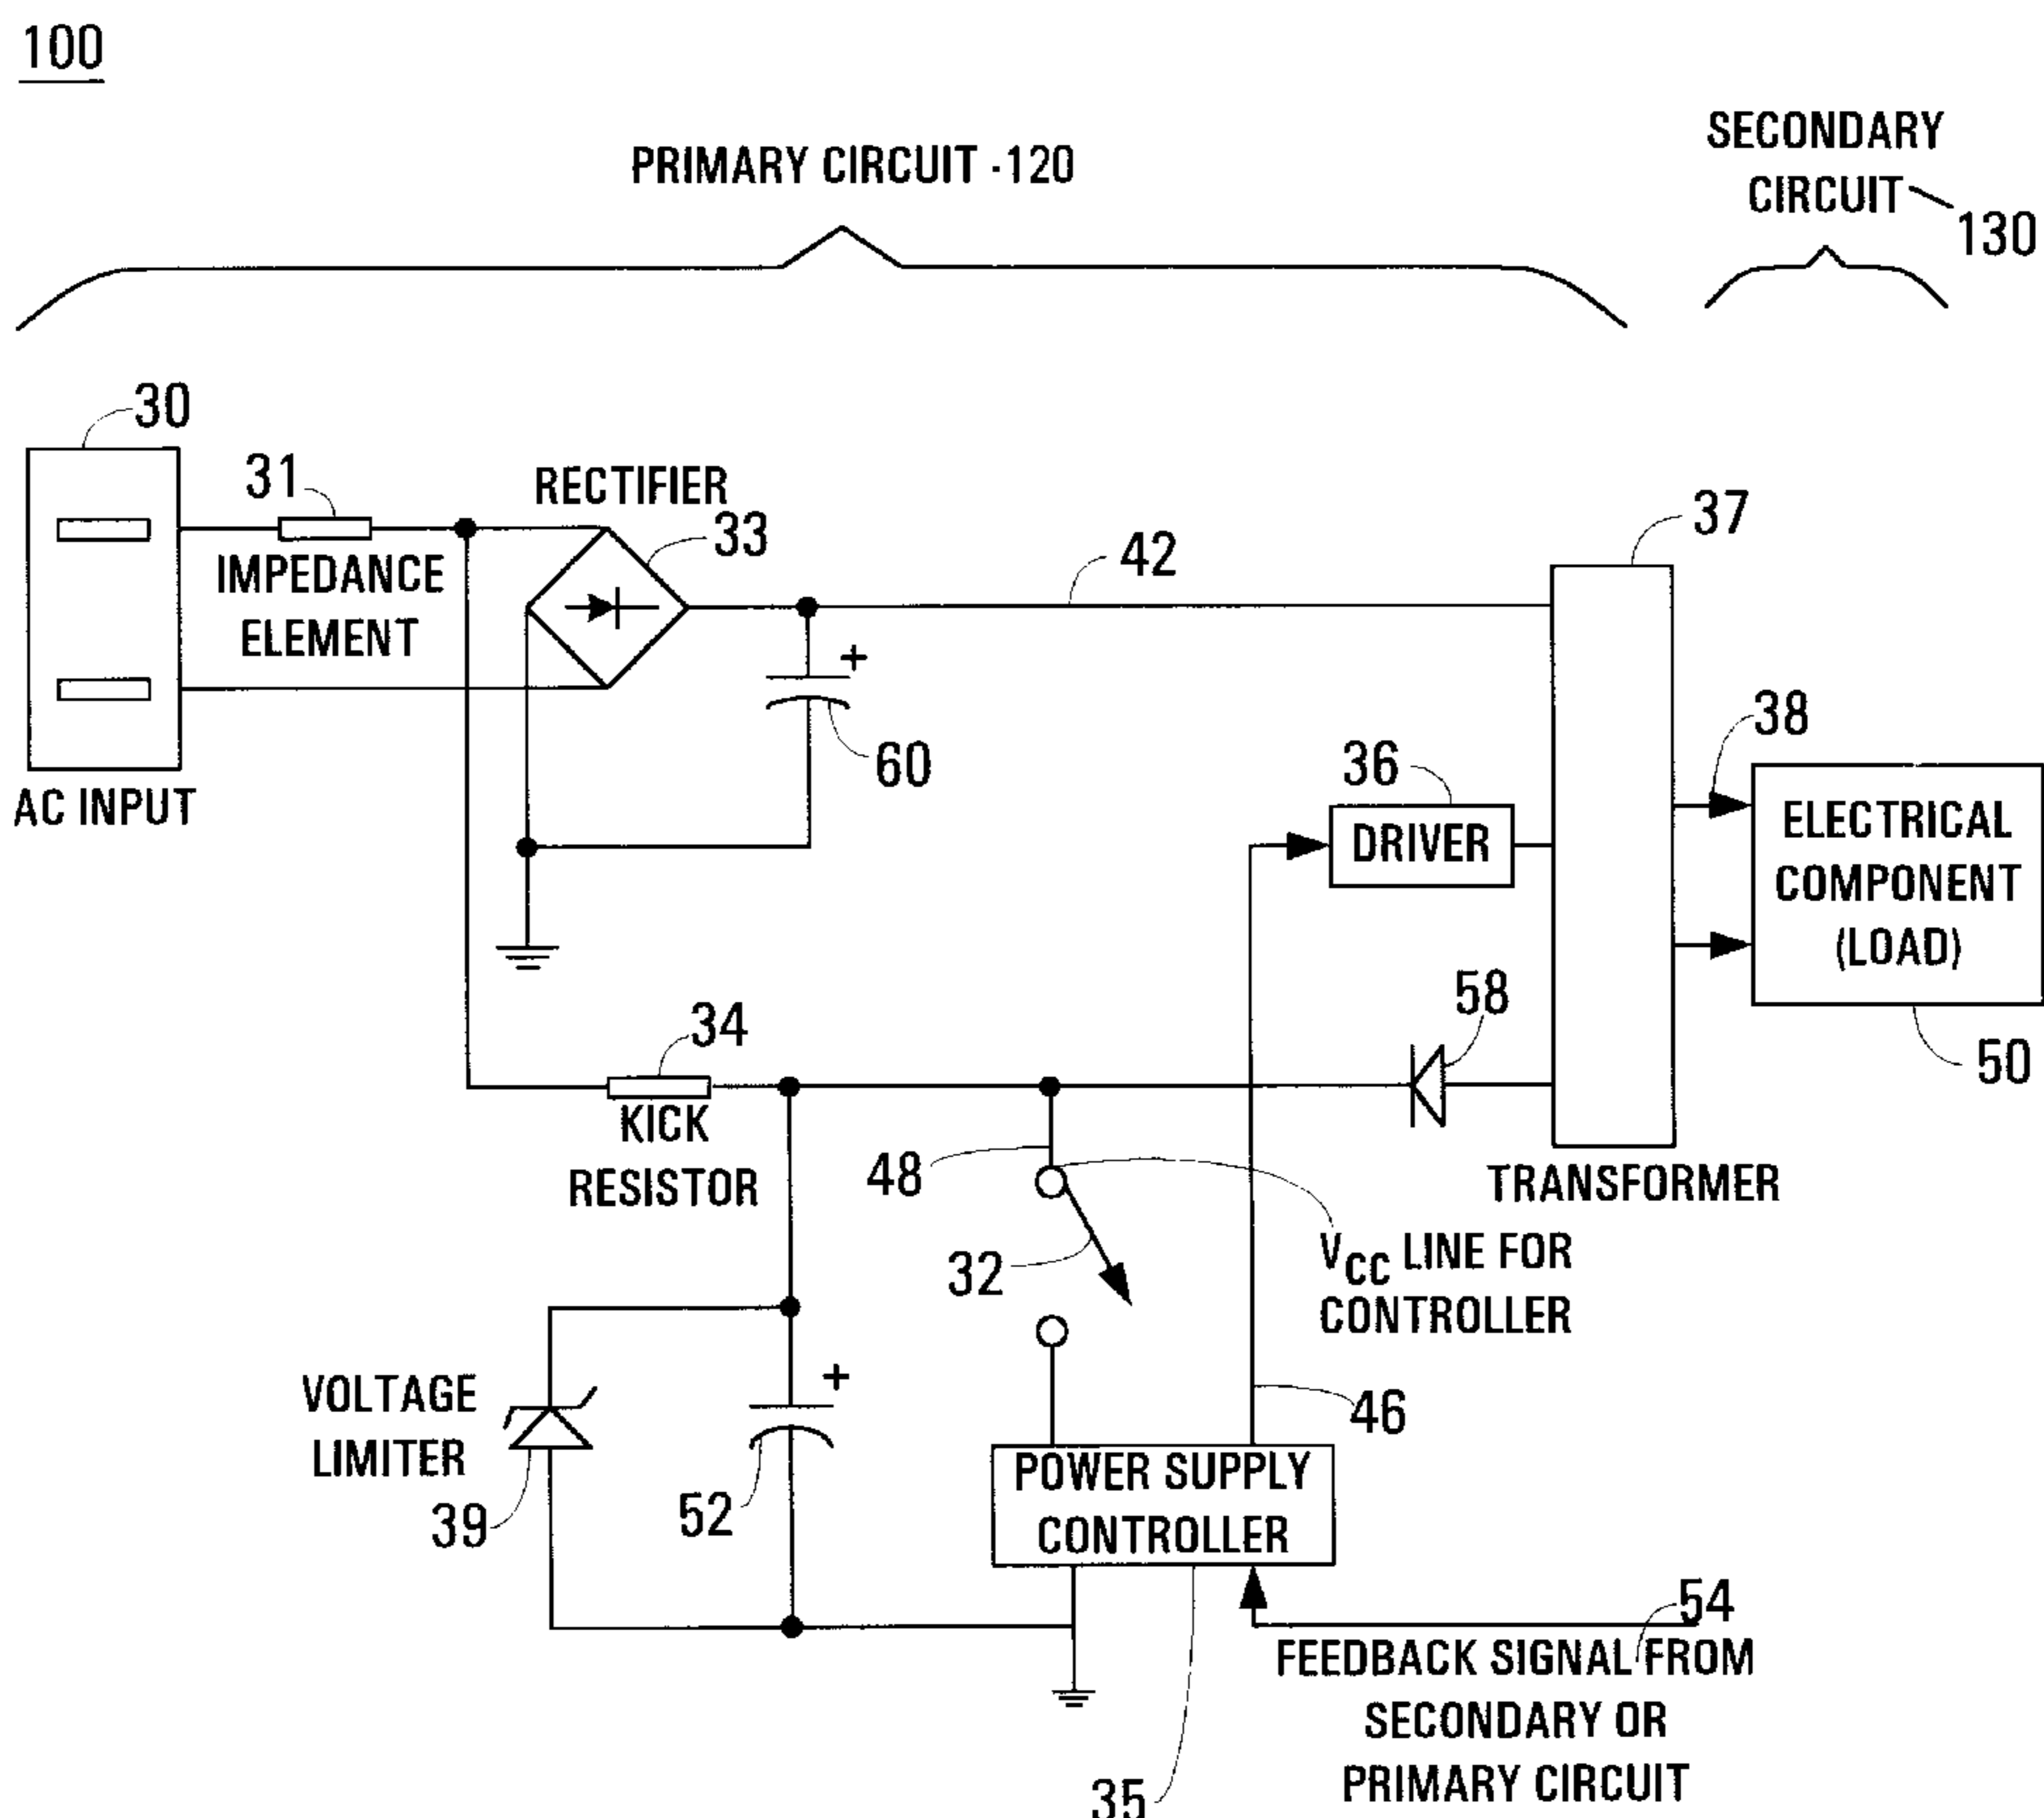 100
PRIMARY CIRCUIT -120
SECONDARY
CIRCUIT
130
30
31
IMPEDANCE
ELEMENT
RECTIFIER
33
42
37
+
60
AC INPUT
36
DRIVER
38
ELECTRICAL
COMPONENT
(LOAD)
50
58
34
KICK
RESISTOR
48
TRANSFORMER
32
VCC LINE FOR
CONTROLLER
VOLTAGE
LIMITER
39
+
52
46
POWER SUPPLY
CONTROLLER
54
FEEDBACK SIGNAL FROM
SECONDARY OR
PRIMARY CIRCUIT
35